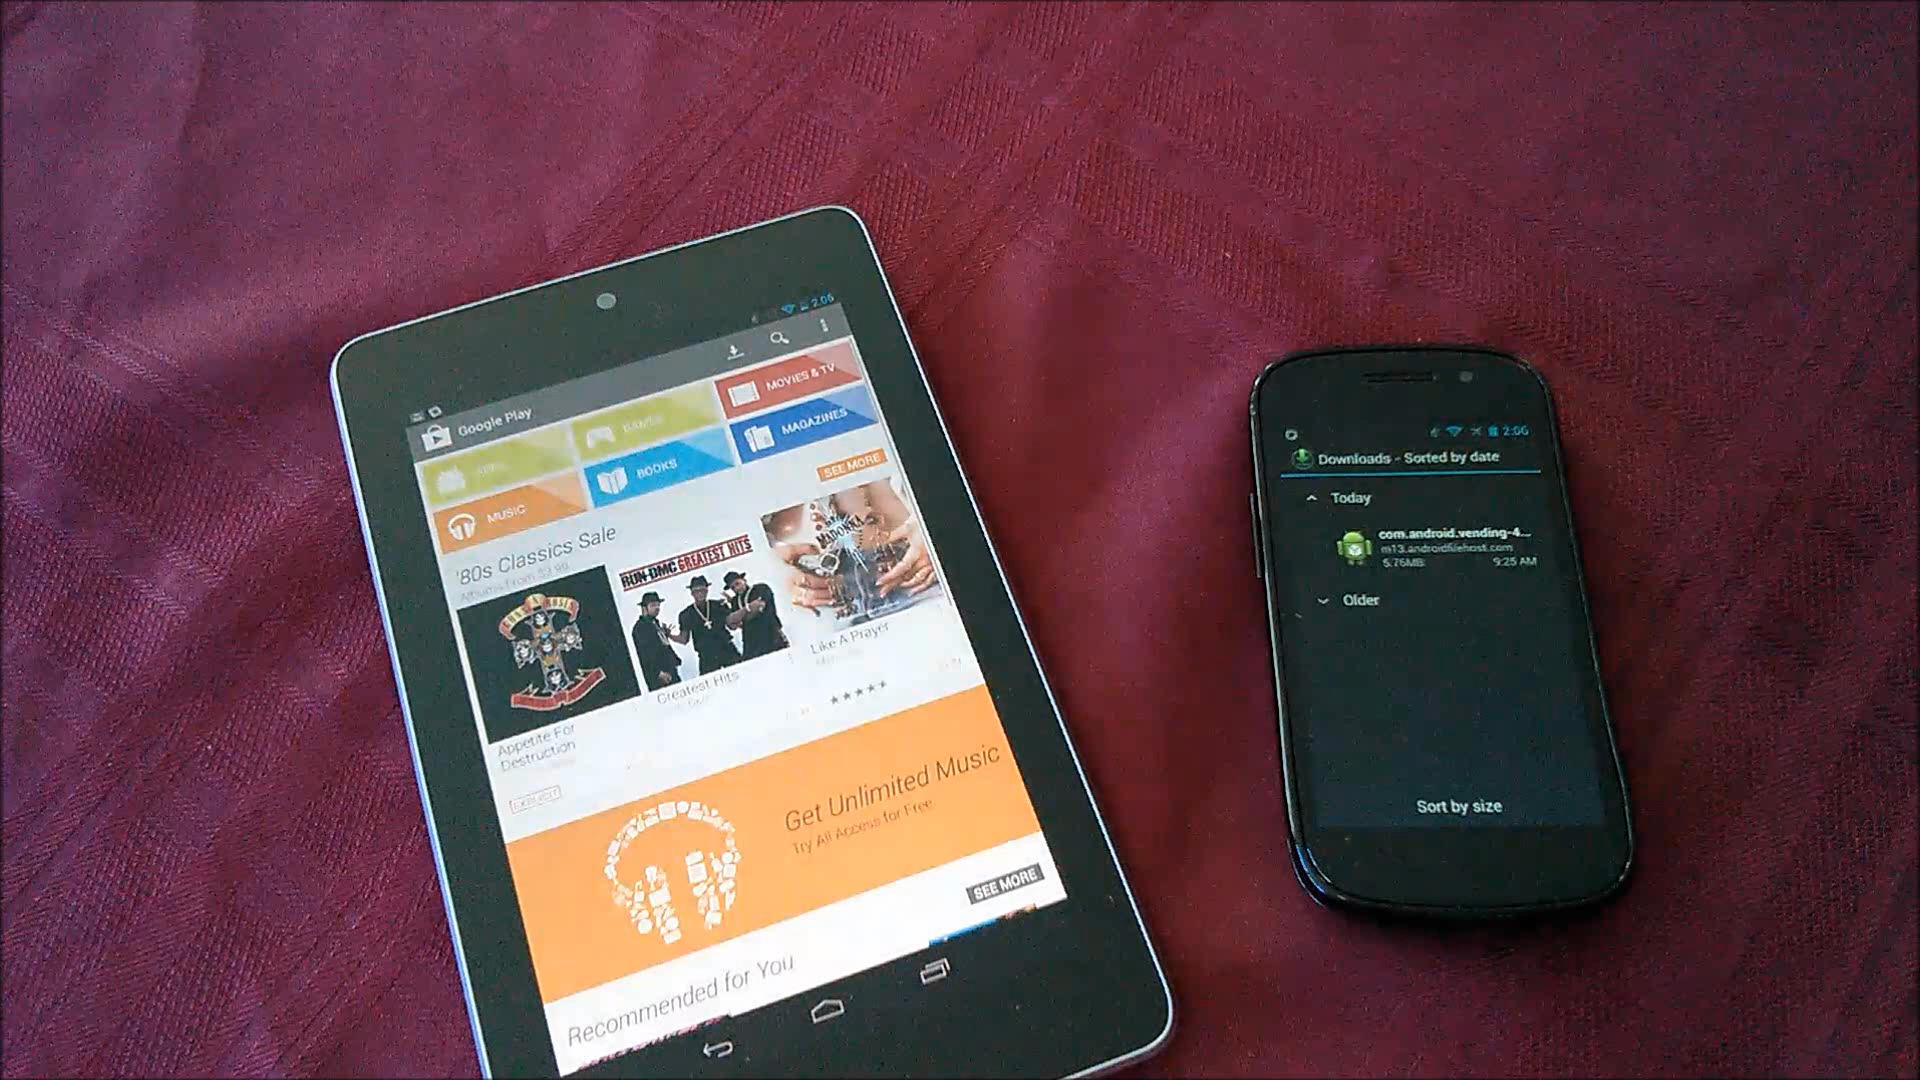 2:06
Google Play
GAMES
MOVIES & TV
MUSIC
BOOKS
MAGAZINES
'80s Classics Sale
SEE MORE
Albums From $3.99
GUNS N ROSES
RUN-DMC GREATEST HITS
MADONNA
Appetite For
Destruction
EXPLICIT
Greatest Hits
Like A Prayer
Get Unlimited Music
Try All Access for Free
SEE MORE
Recommended for You
2:06
Downloads - Sorted by date
Today
com.android.vending-4...
m13.androidfilehost.com
5.76MB
9:25 AM
Older
Sort by size